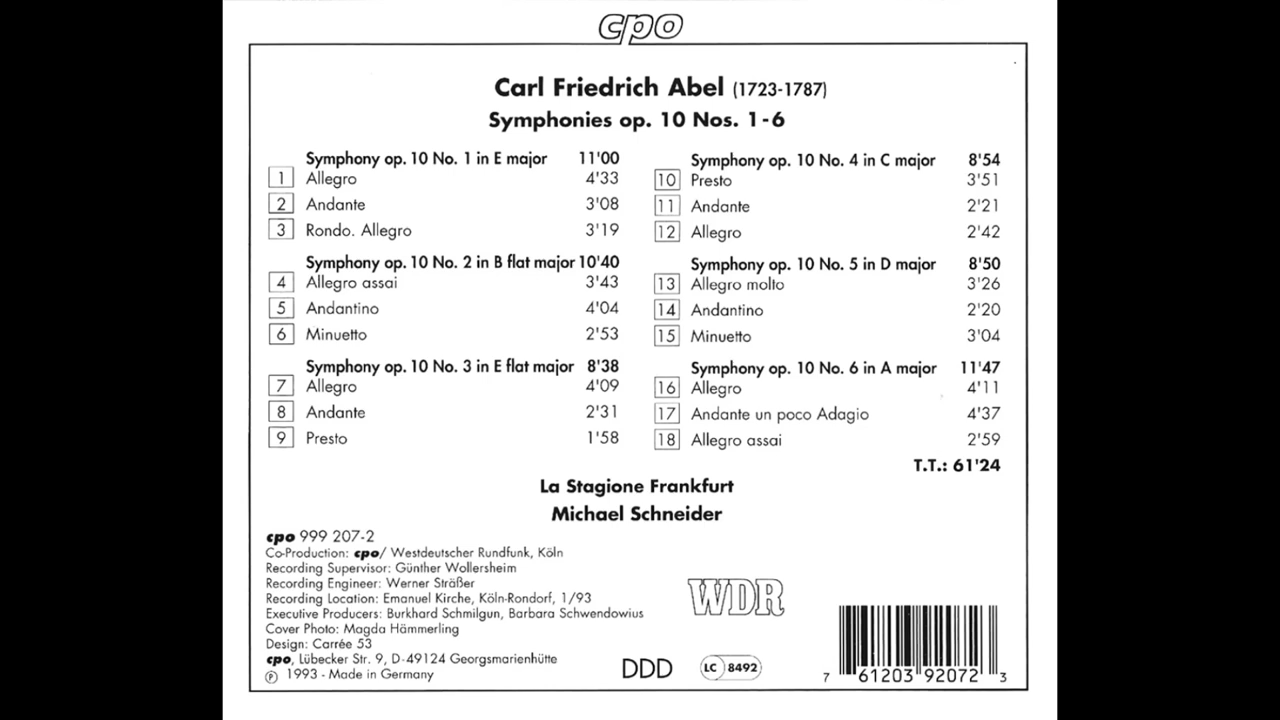 cpo
Carl Friedrich Abel (1723-1787)
Symphonies op. 10 Nos. 1-6
Symphony op. 10 No. 1 in E major 11'00
1 Allegro 4'33
2 Andante 3'08
3 Rondo. Allegro 3'19
Symphony op. 10 No. 2 in B flat major 10'40
4 Allegro assai 3'43
5 Andantino 4'04
6 Minuetto 2'53
Symphony op. 10 No. 3 in E flat major 8'38
7 Allegro 4'09
8 Andante 2'31
9 Presto 1'58
Symphony op. 10 No. 4 in C major 8'54
10 Presto 3'51
11 Andante 2'21
12 Allegro 2'42
Symphony op. 10 No. 5 in D major 8'50
13 Allegro molto 3'26
14 Andantino 2'20
15 Minuetto 3'04
Symphony op. 10 No. 6 in A major 11'47
16 Allegro 4'11
17 Andante un poco Adagio 4'37
18 Allegro assai 2'59
T.T.: 61'24
La Stagione Frankfurt
Michael Schneider
cpo 999 207-2
Co-Production: cpo/ Westdeutscher Rundfunk, Köln
Recording Supervisor: Günther Wollersheim
Recording Engineer: Werner Sträßer
Recording Location: Emanuel Kirche, Köln-Rondorf, 1/93
Executive Producers: Burkhard Schmilgun, Barbara Schwendowius
Cover Photo: Magda Hämmerling
Design: Carrée 53
cpo, Lübecker Str. 9, D-49124 Georgsmarienhütte
℗ 1993 - Made in Germany
WDR
DDD
LC 8492
7 61203 92072 3